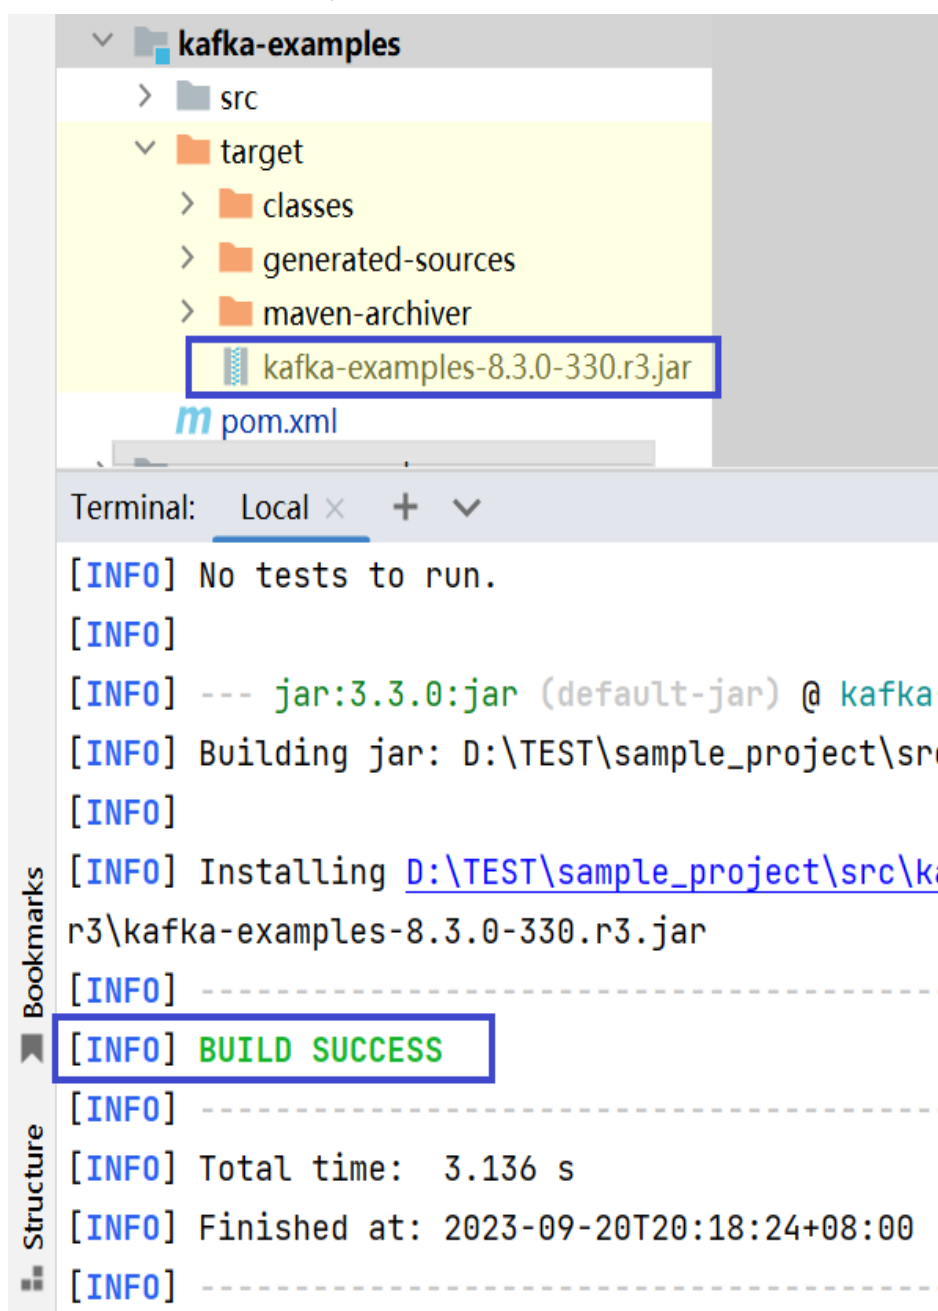 kafka-examples
src
target
classes
generated-sources
maven-archiver
kafka-examples-8.3.0-330.r3.jar
m pom.xml
Terminal: Local × +
[INFO] No tests to run.
[INFO]
[INFO] --- jar:3.3.0:jar (default-jar) @ kafka
[INFO] Building jar: D:\TEST\sample_project\sr
[INFO]
[INFO] Installing D:\TEST\sample_project\src\k
r3\kafka-examples-8.3.0-330.r3.jar
[INFO] ---------------------------------------
[INFO] BUILD SUCCESS
[INFO] ---------------------------------------
[INFO] Total time:  3.136 s
[INFO] Finished at: 2023-09-20T20:18:24+08:00
[INFO] ---------------------------------------
Bookmarks
Structure